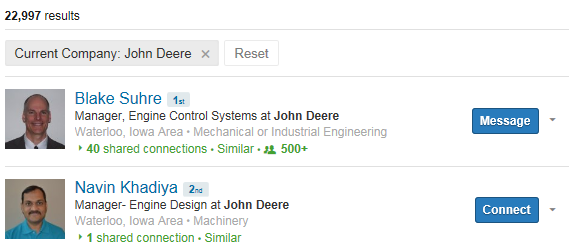 22,997 results
Current Company: John Deere ×
Reset
Blake Suhre 1st
Manager, Engine Control Systems at John Deere
Waterloo, Iowa Area • Mechanical or Industrial Engineering
40 shared connections • Similar • 500+
Message
Navin Khadiya 2nd
Manager- Engine Design at John Deere
Waterloo, Iowa Area • Machinery
1 shared connection • Similar
Connect